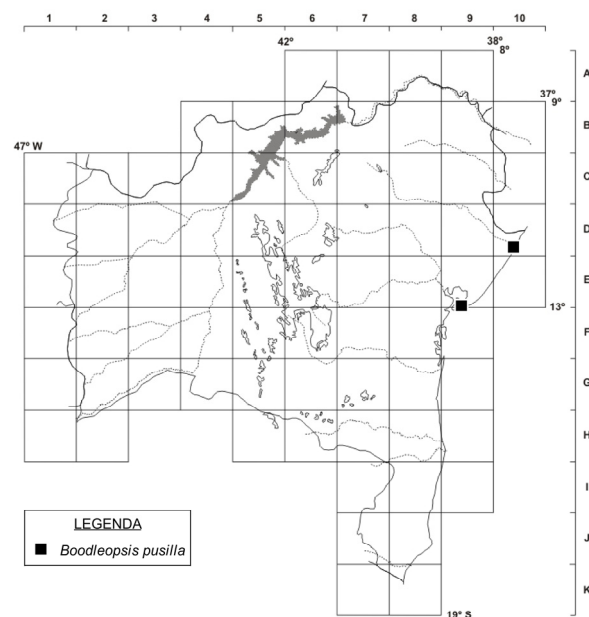 1 2 3 4 5 6 7 8 9 10
42º 38º
8º
A
37º
9º
B
47º W
C
D
E
13º
F
G
H
I
J
K
19º S
LEGENDA
Boodleopsis pusilla